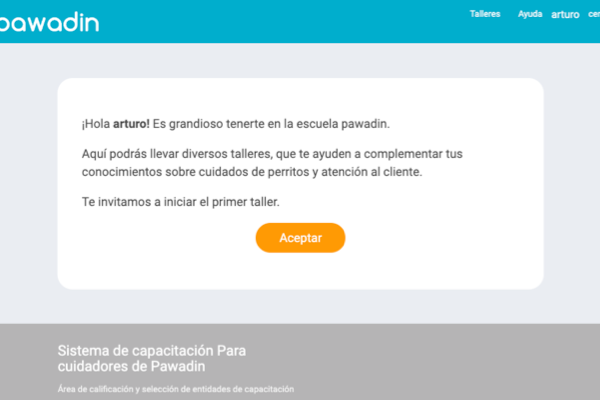 pawadin
Talleres Ayuda arturo
¡Hola arturo! Es grandioso tenerte en la escuela pawadin.
Aquí podrás llevar diversos talleres, que te ayuden a complementar tus
conocimientos sobre cuidados de perritos y atención al cliente.
Te invitamos a iniciar el primer taller.
Aceptar
Sistema de capacitación Para
cuidadores de Pawadin
Área de calificación y selección de entidades de capacitación